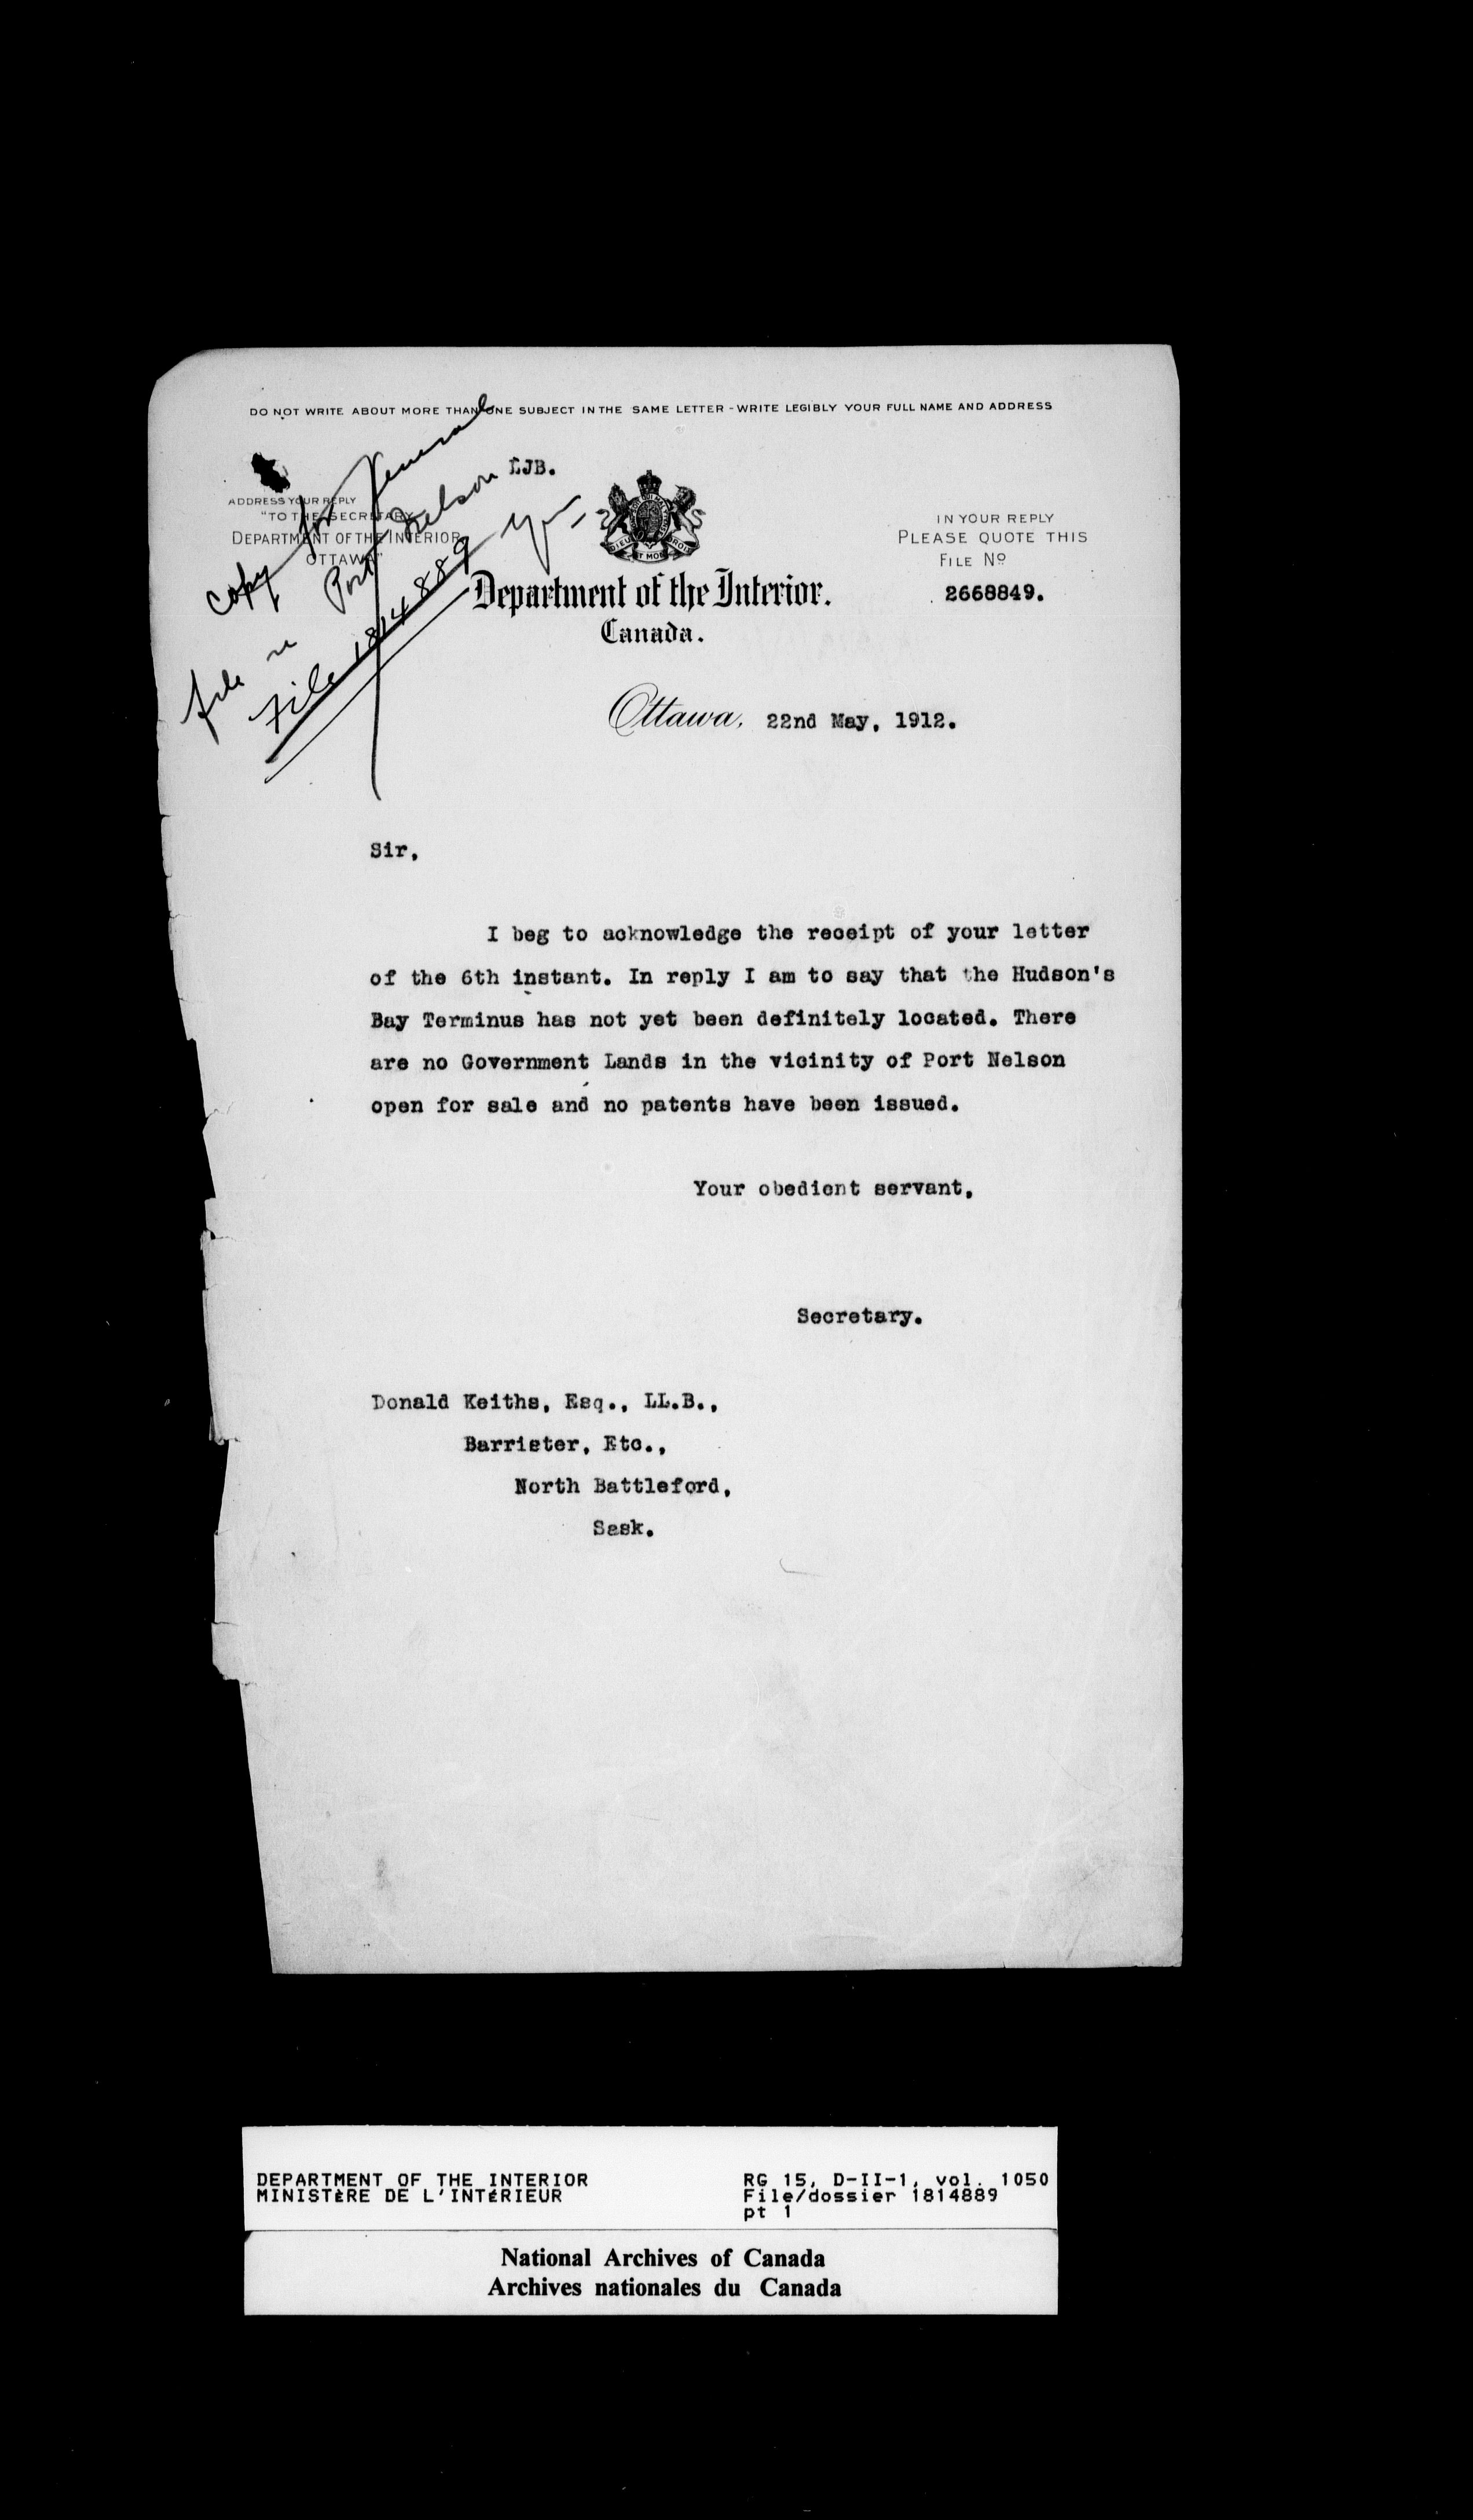 DO NOT WRITE ABOUT MORE THAN ONE SUBJECT IN THE SAME LETTER - WRITE LEGIBLY YOUR FULL NAME AND ADDRESS
copy for General
file re Port Nelson
File 1814889
LJB.
ADDRESS YOUR REPLY
"TO THE SECRETARY
DEPARTMENT OF THE INTERIOR
OTTAWA"
IN YOUR REPLY
PLEASE QUOTE THIS
FILE No
2668849.
Department of the Interior.
Canada.
Ottawa, 22nd May, 1912.
Sir,
I beg to acknowledge the receipt of your letter
of the 6th instant. In reply I am to say that the Hudson's
Bay Terminus has not yet been definitely located. There
are no Government Lands in the vicinity of Port Nelson
open for sale and no patents have been issued.
Your obedient servant,
Secretary.
Donald Keiths, Esq., LL.B.,
Barrister, Etc.,
North Battleford,
Sask.
DEPARTMENT OF THE INTERIOR
MINISTÈRE DE L'INTÉRIEUR
RG 15, D-II-1, vol. 1050
File/dossier 1814889
pt 1
National Archives of Canada
Archives nationales du Canada